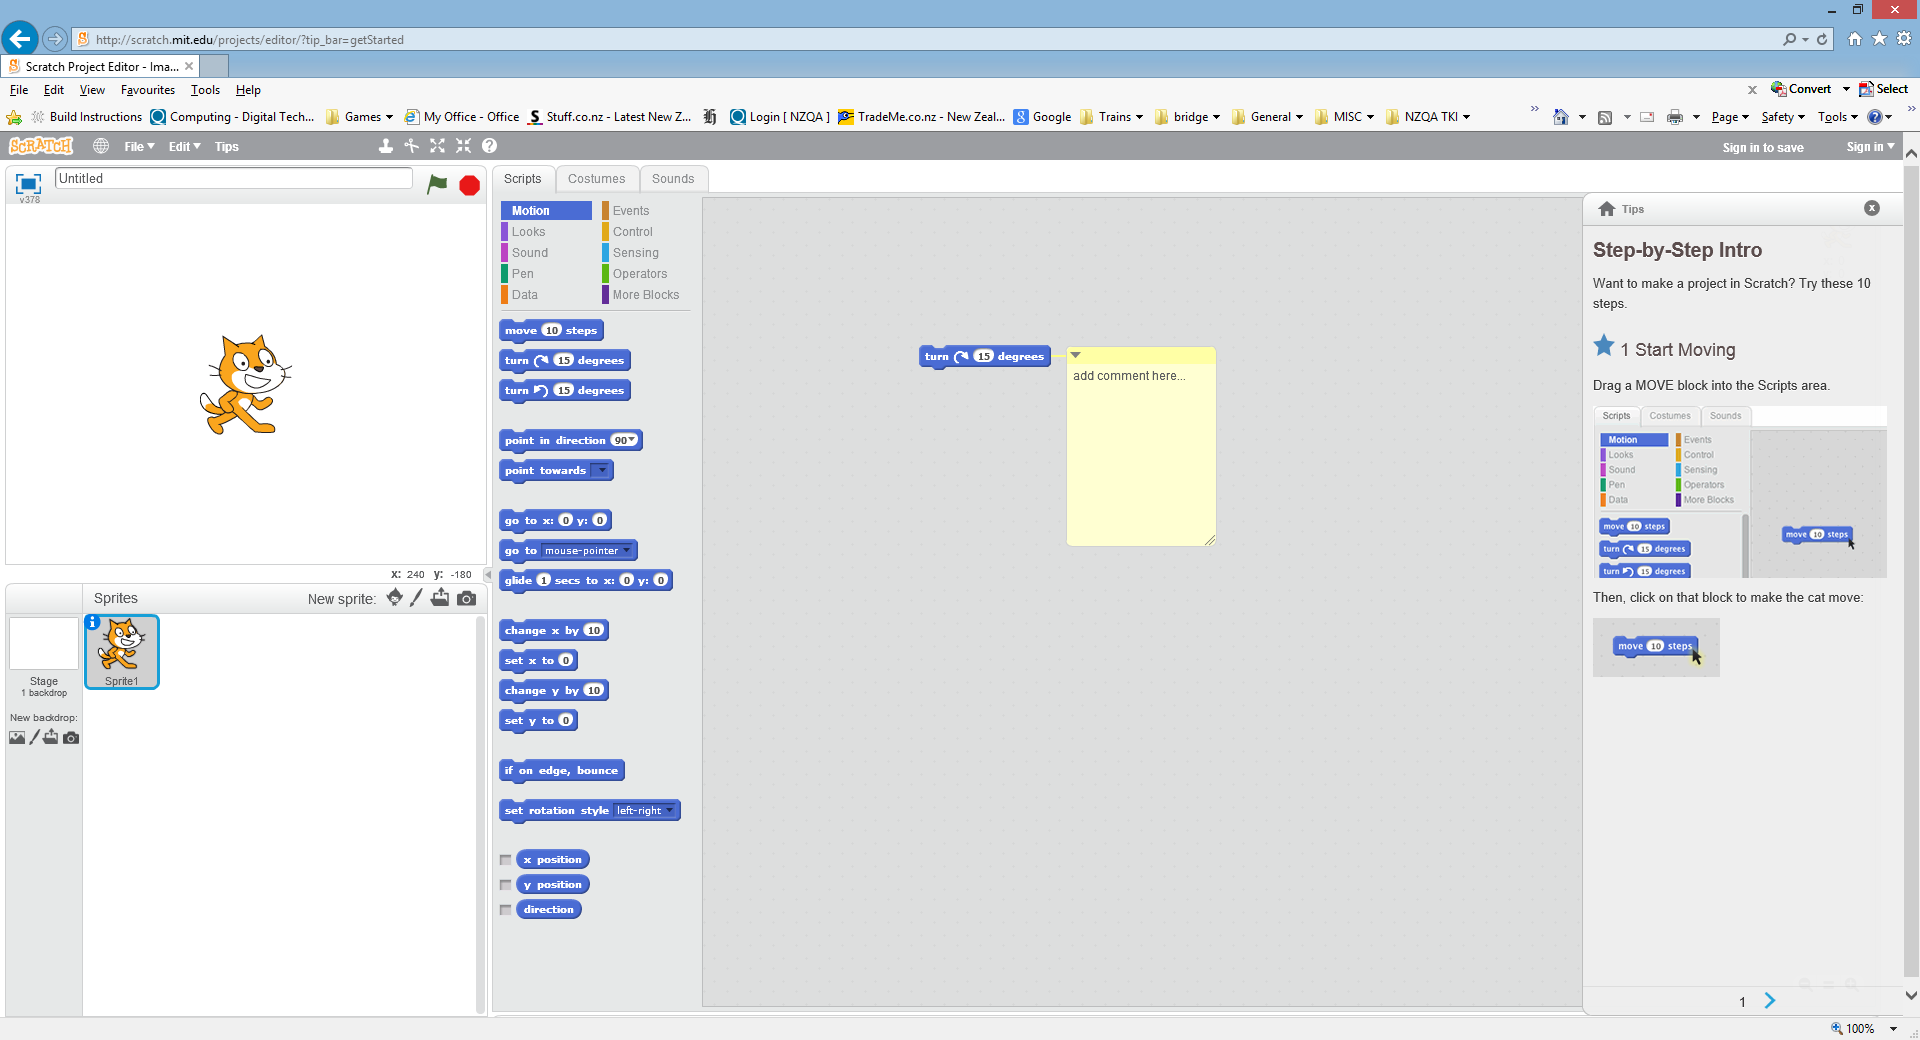 http://scratch.mit.edu/projects/editor/?tip_bar=getStarted
Scratch Project Editor - Ima...
File Edit View Favourites Tools Help
Convert Select
Build Instructions Computing - Digital Tech... Games My Office - Office Stuff.co.nz - Latest New Z... Login [ NZQA ] TradeMe.co.nz - New Zeal... Google Trains bridge General MISC NZQA TKI Page Safety Tools
SCRATCH File Edit Tips Sign in to save Sign in
Untitled
v378
Scripts Costumes Sounds
Motion Events
Looks Control
Sound Sensing
Pen Operators
Data More Blocks
move 10 steps
turn 15 degrees
turn 15 degrees
point in direction 90
point towards
go to x: 0 y: 0
go to mouse-pointer
glide 1 secs to x: 0 y: 0
change x by 10
set x to 0
change y by 10
set y to 0
if on edge, bounce
set rotation style left-right
x position
y position
direction
turn 15 degrees
add comment here...
x: 240 y: -180
Sprites New sprite:
Sprite1
Stage
1 backdrop
New backdrop:
Tips
Step-by-Step Intro
Want to make a project in Scratch? Try these 10
steps.
1 Start Moving
Drag a MOVE block into the Scripts area.
Scripts Costumes Sounds
Motion Events
Looks Control
Sound Sensing
Pen Operators
Data More Blocks
move 10 steps
turn 15 degrees
turn 15 degrees
move 10 steps
Then, click on that block to make the cat move:
move 10 steps
1
100%